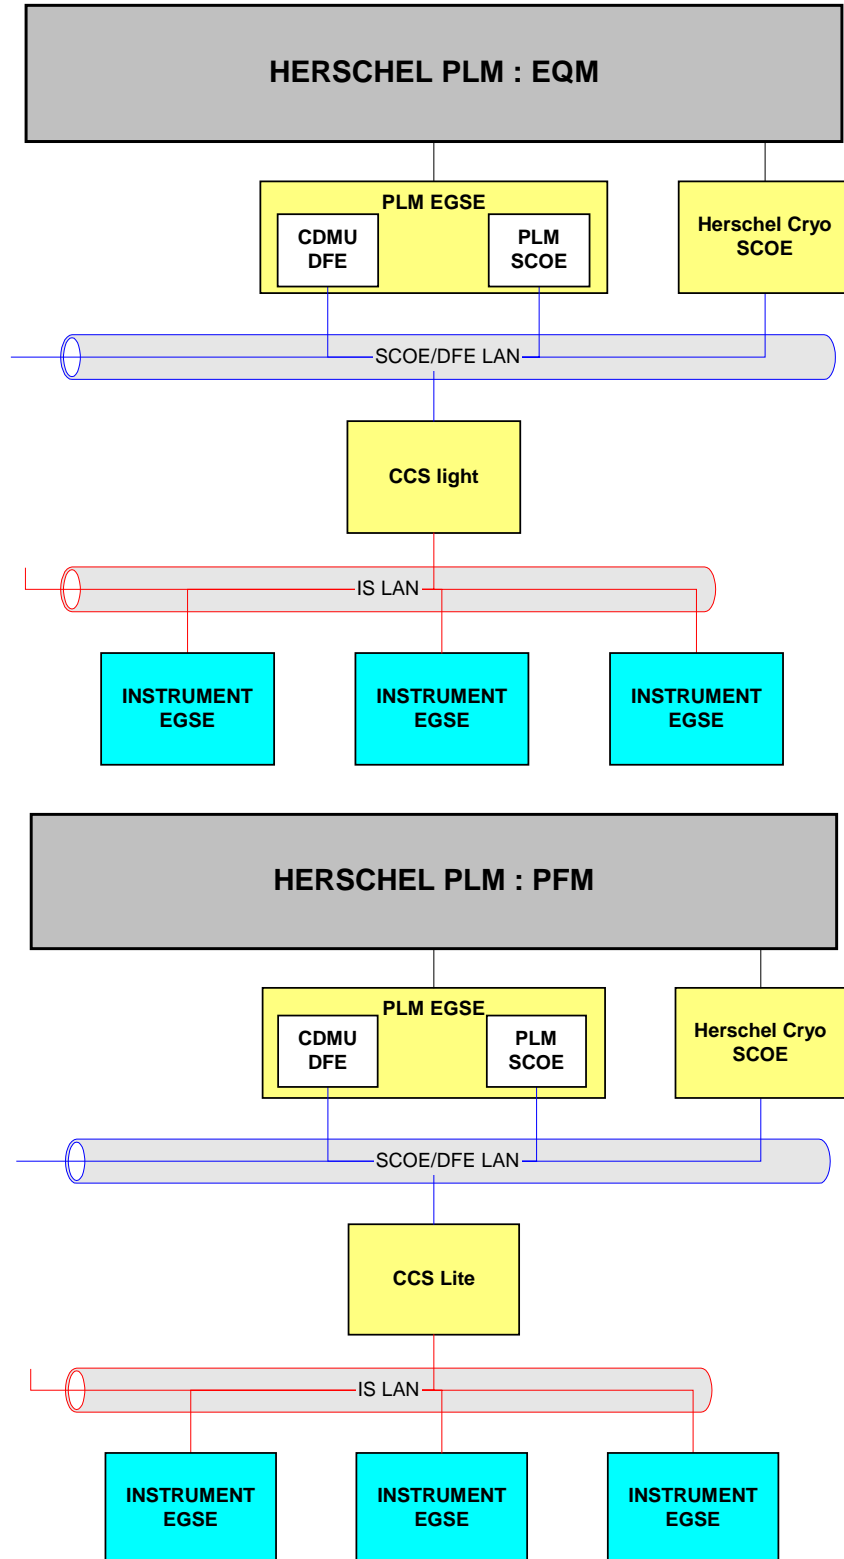 HERSCHEL PLM : EQM
PLM EGSE
CDMU
DFE
PLM
SCOE
Herschel Cryo
SCOE
SCOE/DFE LAN
CCS light
IS LAN
INSTRUMENT
EGSE
INSTRUMENT
EGSE
INSTRUMENT
EGSE
HERSCHEL PLM : PFM
PLM EGSE
CDMU
DFE
PLM
SCOE
Herschel Cryo
SCOE
SCOE/DFE LAN
CCS Lite
IS LAN
INSTRUMENT
EGSE
INSTRUMENT
EGSE
INSTRUMENT
EGSE